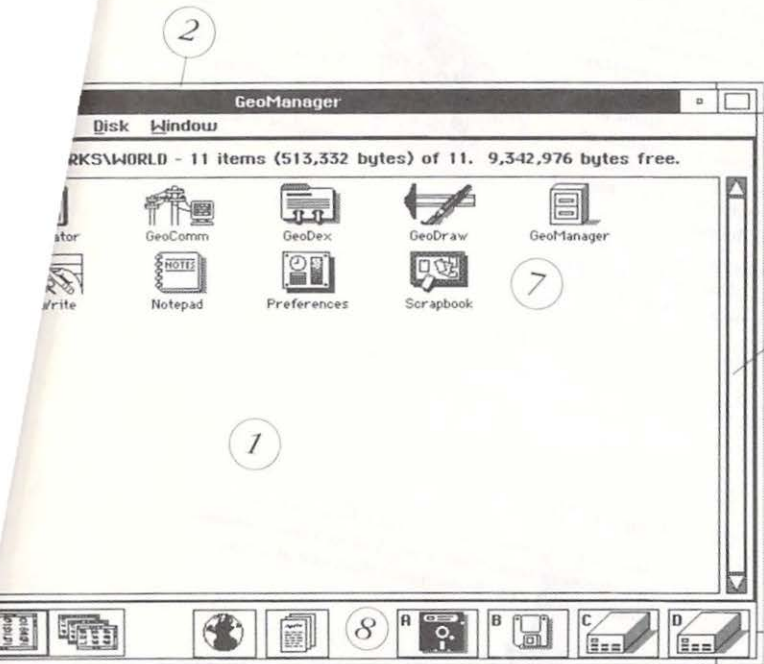 2
GeoManager
Disk Window
RKS\WORLD - 11 items (513,332 bytes) of 11. 9,342,976 bytes free.
ator GeoComm GeoDex GeoDraw GeoManager
NOTES
Write Notepad Preferences Scrapbook
7
1
8 A B C D